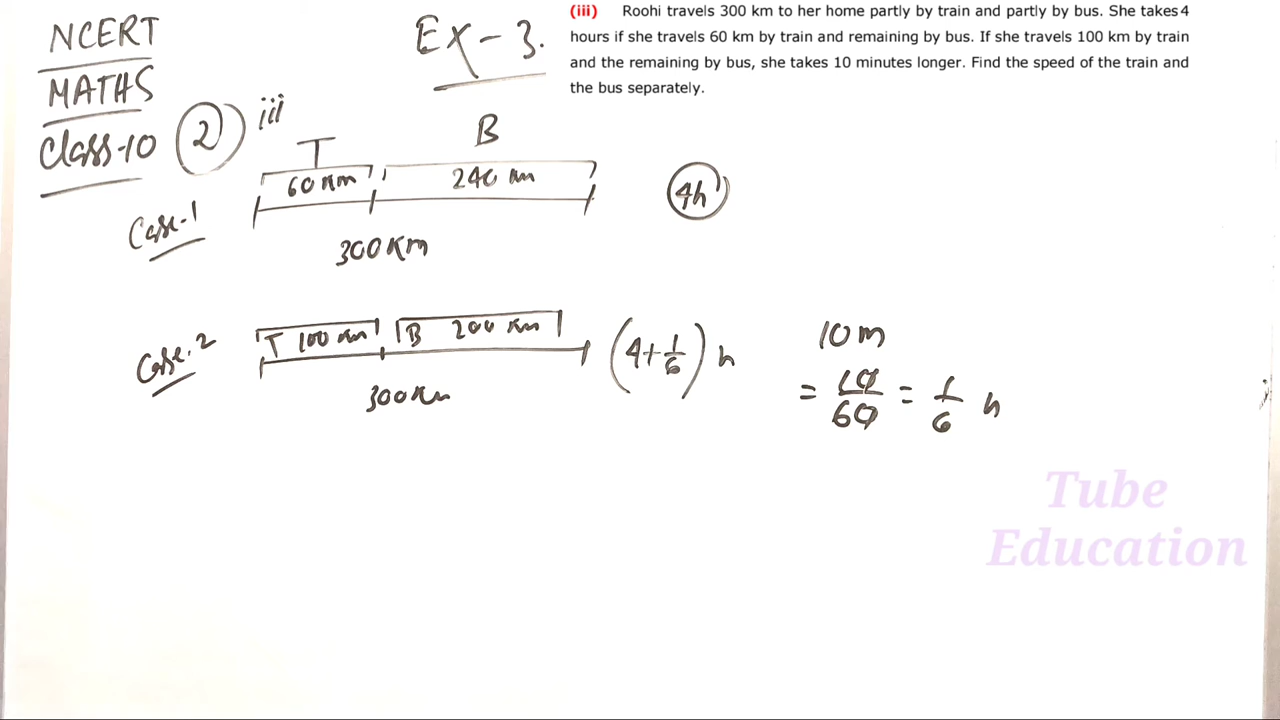 NCERT
MATHS
Class-10
2 iii
Ex-3.
(iii) Roohi travels 300 km to her home partly by train and partly by bus. She takes 4
hours if she travels 60 km by train and remaining by bus. If she travels 100 km by train
and the remaining by bus, she takes 10 minutes longer. Find the speed of the train and
the bus separately.
Case-1
T B
60 Km 240 Km 4h
300 Km
Case.2
T 100 Km B 200 Km (4+1/6) h
300 Km
10 m
= 10/60 = 1/6 h
Tube
Education